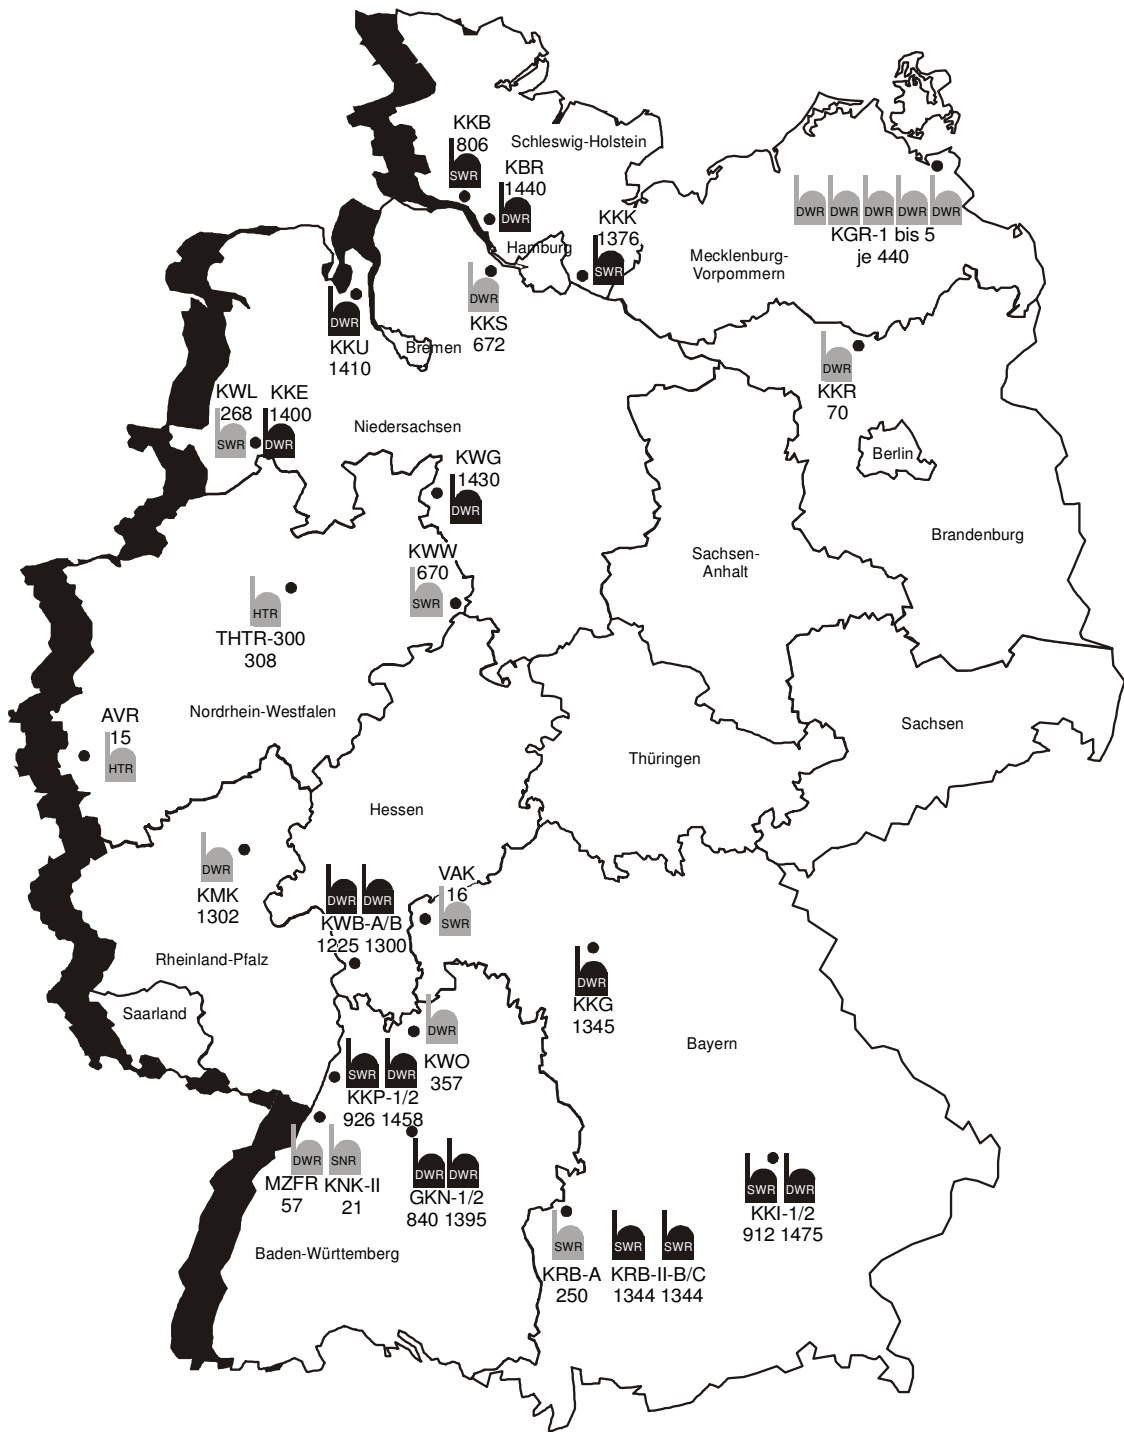 KKB
806
SWR
Schleswig-Holstein
KBR
1440
DWR
KKK
1376
SWR
Hamburg
DWR DWR DWR DWR DWR
KGR-1 bis 5
je 440
Mecklenburg-
Vorpommern
DWR
KKS
672
DWR
KKU
1410
Bremen
DWR
KKR
70
KWL
268
SWR
KKE
1400
DWR
Niedersachsen
Berlin
KWG
1430
DWR
Brandenburg
Sachsen-
Anhalt
KWW
670
SWR
HTR
THTR-300
308
Nordrhein-Westfalen
AVR
15
HTR
Sachsen
Thüringen
Hessen
DWR
KMK
1302
DWR DWR
KWB-A/B
1225 1300
VAK
16
SWR
Rheinland-Pfalz
DWR
KKG
1345
Saarland
Bayern
DWR
KWO
357
SWR DWR
KKP-1/2
926 1458
DWR SNR
MZFR KNK-II
57 21
DWR DWR
GKN-1/2
840 1395
SWR DWR
KKI-1/2
912 1475
Baden-Württemberg
SWR
KRB-A
250
SWR SWR
KRB-II-B/C
1344 1344